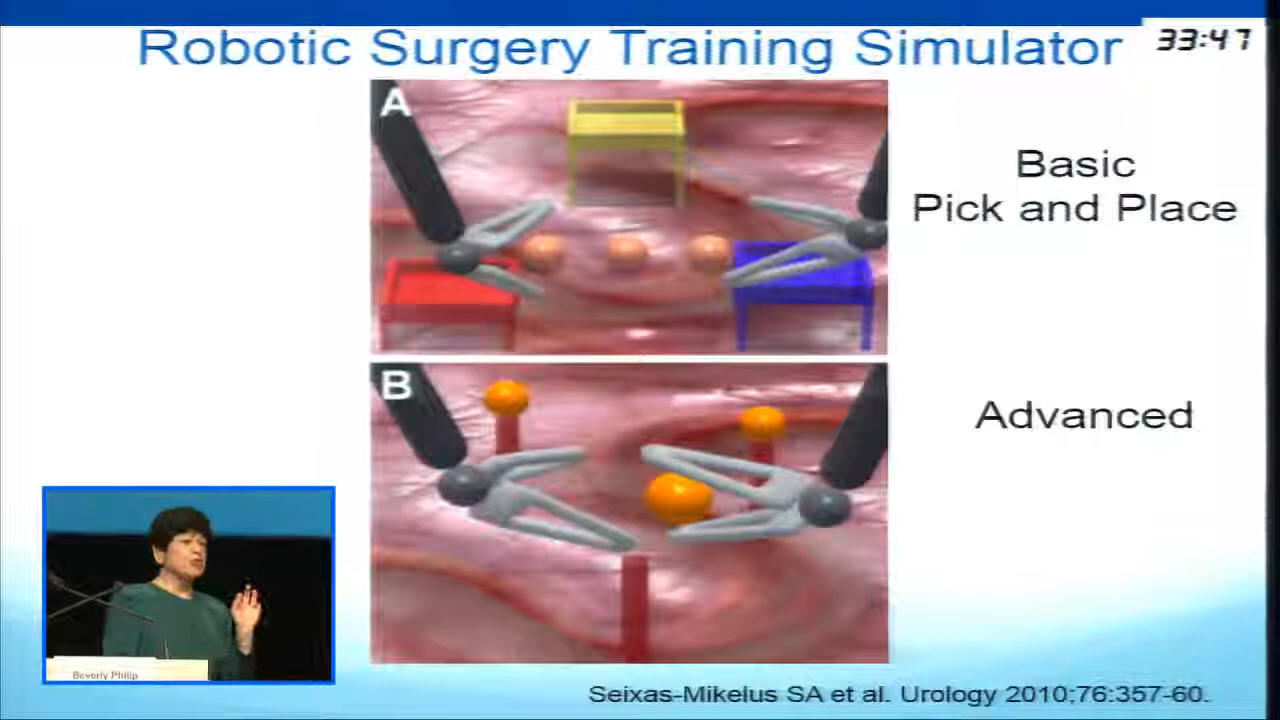 Robotic Surgery Training Simulator
33:47
A
Basic
Pick and Place
B
Advanced
Beverly Philip
Seixas-Mikelus SA et al. Urology 2010;76:357-60.